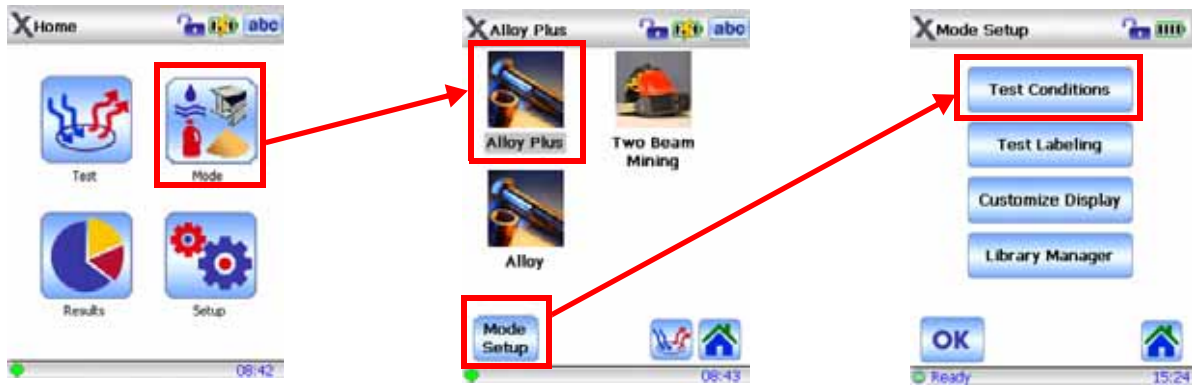 Home
abc
Test
Mode
Results
Setup
08:42
Alloy Plus
abc
Alloy Plus
Two Beam
Mining
Alloy
Mode
Setup
08:43
Mode Setup
Test Conditions
Test Labeling
Customize Display
Library Manager
OK
Ready
15:24